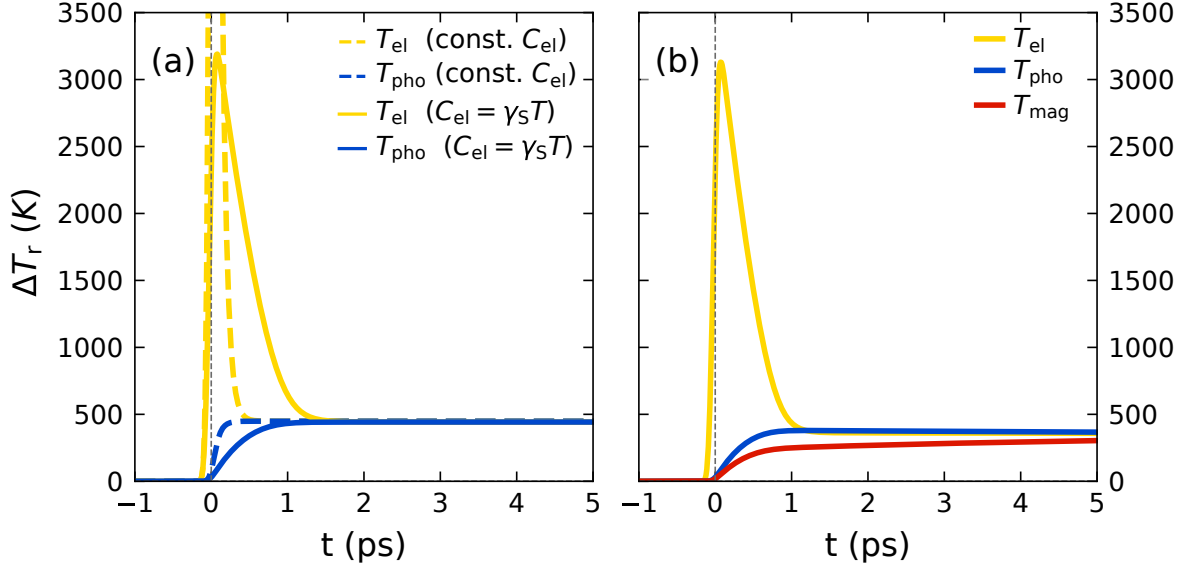 (a)
T_el (const. C_el)
T_pho (const. C_el)
T_el (C_el = γ_S T)
T_pho (C_el = γ_S T)
ΔT_r (K)
3500
3000
2500
2000
1500
1000
500
0
−1 0 1 2 3 4 5
t (ps)
(b)
T_el
T_pho
T_mag
3500
3000
2500
2000
1500
1000
500
0
−1 0 1 2 3 4 5
t (ps)